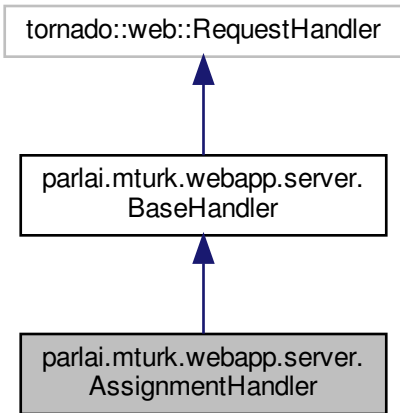 tornado::web::RequestHandler
parlai.mturk.webapp.server.
BaseHandler
parlai.mturk.webapp.server.
AssignmentHandler